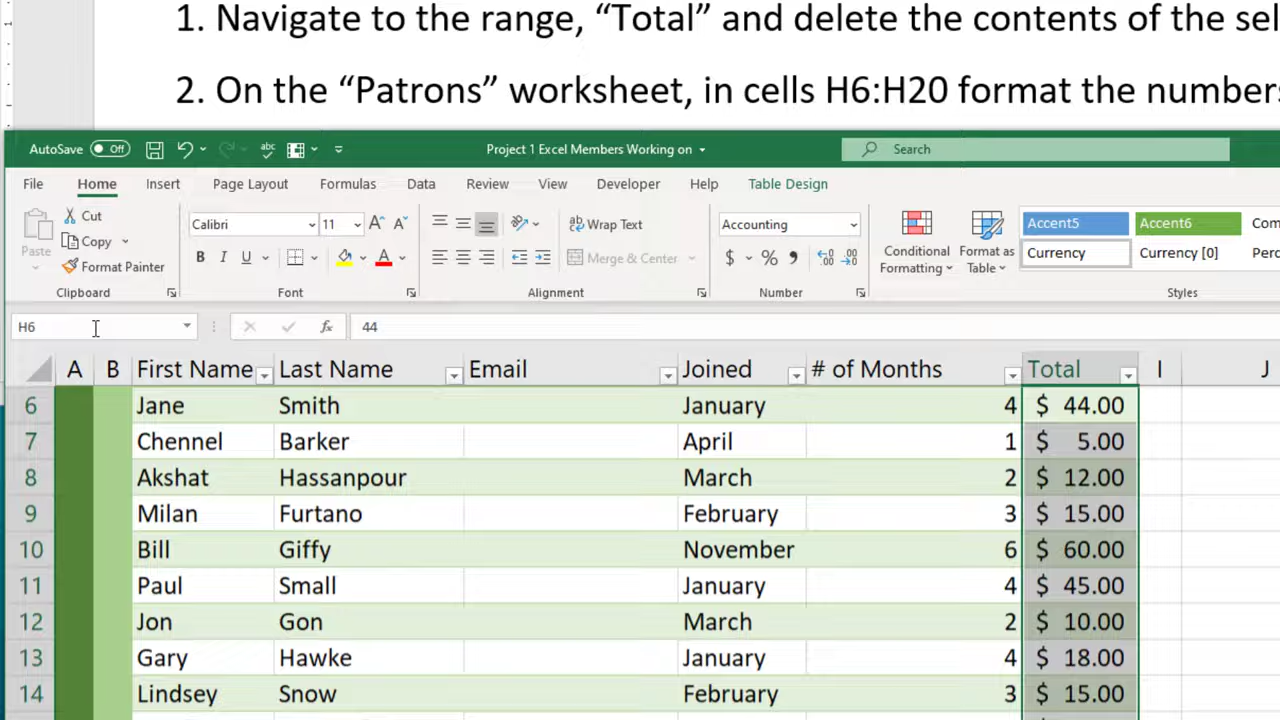 1. Navigate to the range, “Total” and delete the contents of the sel
2. On the “Patrons” worksheet, in cells H6:H20 format the numbers
AutoSave Off Project 1 Excel Members Working on Search
File Home Insert Page Layout Formulas Data Review View Developer Help Table Design
Paste Cut Copy Format Painter
Calibri 11
B I U
Wrap Text
Merge & Center
Accounting
$ %
Conditional Formatting
Format as Table
Accent5 Accent6 Com
Currency Currency [0] Perc
Clipboard Font Alignment Number Styles
H6 fx 44
A B First Name Last Name Email Joined # of Months Total I J
6 Jane Smith January 4 $ 44.00
7 Chennel Barker April 1 $ 5.00
8 Akshat Hassanpour March 2 $ 12.00
9 Milan Furtano February 3 $ 15.00
10 Bill Giffy November 6 $ 60.00
11 Paul Small January 4 $ 45.00
12 Jon Gon March 2 $ 10.00
13 Gary Hawke January 4 $ 18.00
14 Lindsey Snow February 3 $ 15.00